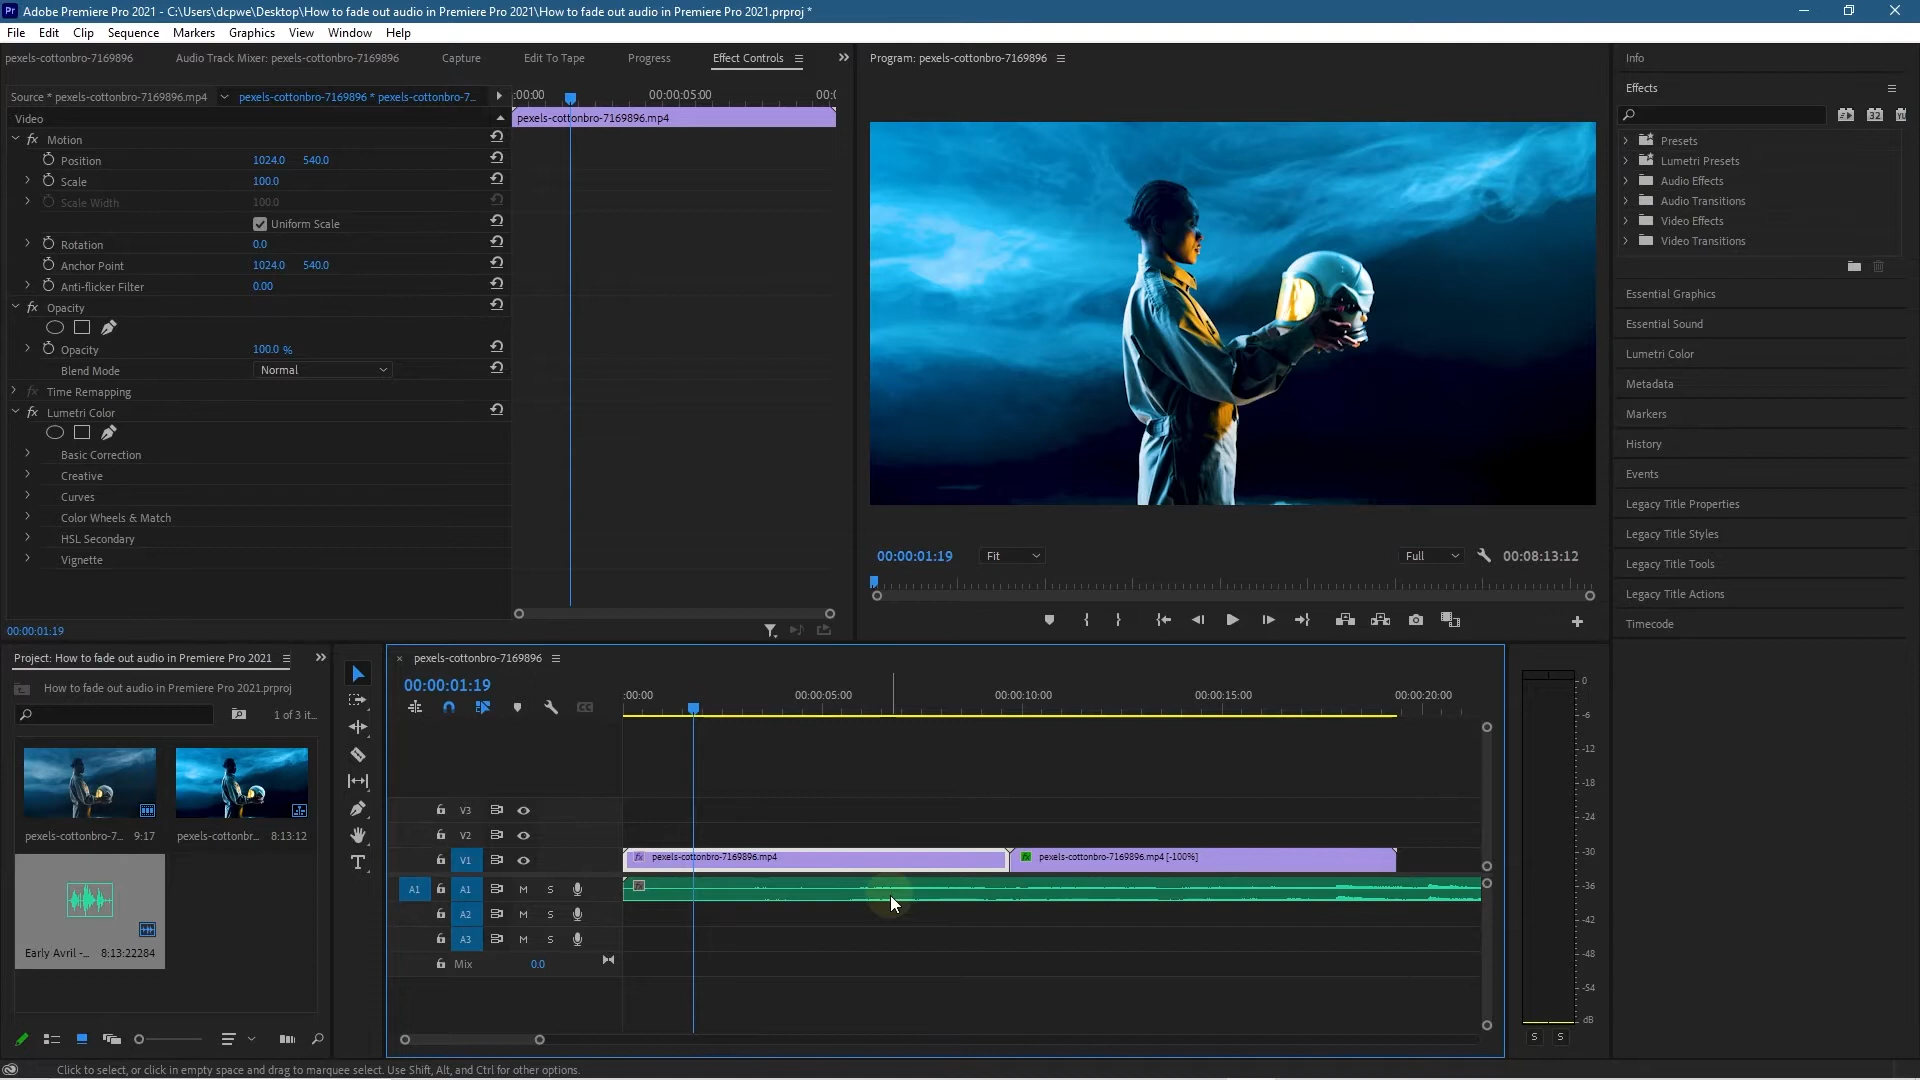 Adobe Premiere Pro 2021 - C:\Users\dcpwe\Desktop\How to fade out audio in Premiere Pro 2021\How to fade out audio in Premiere Pro 2021.prproj *
File Edit Clip Sequence Markers Graphics View Window Help
pexels-cottonbro-7169896 Audio Track Mixer: pexels-cottonbro-7169896 Capture Edit To Tape Progress Effect Controls
Source * pexels-cottonbro-7169896.mp4 pexels-cottonbro-7169896 * pexels-cottonbro-7...
:00:00 00:00:05:00 00:0
Video
pexels-cottonbro-7169896.mp4
fx Motion
Position 1024.0 540.0
Scale 100.0
Scale Width 100.0
Uniform Scale
Rotation 0.0
Anchor Point 1024.0 540.0
Anti-flicker Filter 0.00
fx Opacity
Opacity 100.0 %
Blend Mode Normal
fx Time Remapping
fx Lumetri Color
Basic Correction
Creative
Curves
Color Wheels & Match
HSL Secondary
Vignette
00:00:01:19
Program: pexels-cottonbro-7169896
00:00:01:19 Fit Full 00:08:13:12
Info
Effects
32
Presets
Lumetri Presets
Audio Effects
Audio Transitions
Video Effects
Video Transitions
Essential Graphics
Essential Sound
Lumetri Color
Metadata
Markers
History
Events
Legacy Title Properties
Legacy Title Styles
Legacy Title Tools
Legacy Title Actions
Timecode
Project: How to fade out audio in Premiere Pro 2021
How to fade out audio in Premiere Pro 2021.prproj
1 of 3 it...
pexels-cottonbro-7... 9:17
pexels-cottonbr... 8:13:12
Early Avril -... 8:13:22284
pexels-cottonbro-7169896
00:00:01:19
:00:00 00:00:05:00 00:00:10:00 00:00:15:00 00:00:20:00
V3
V2
V1 fx pexels-cottonbro-7169896.mp4 fx pexels-cottonbro-7169896.mp4 [-100%]
A1 A1 M S fx
A2 M S
A3 M S
Mix 0.0
0
-6
-12
-18
-24
-30
-36
-42
-48
-54
dB
S S
Click to select, or click in empty space and drag to marquee select. Use Shift, Alt, and Ctrl for other options.